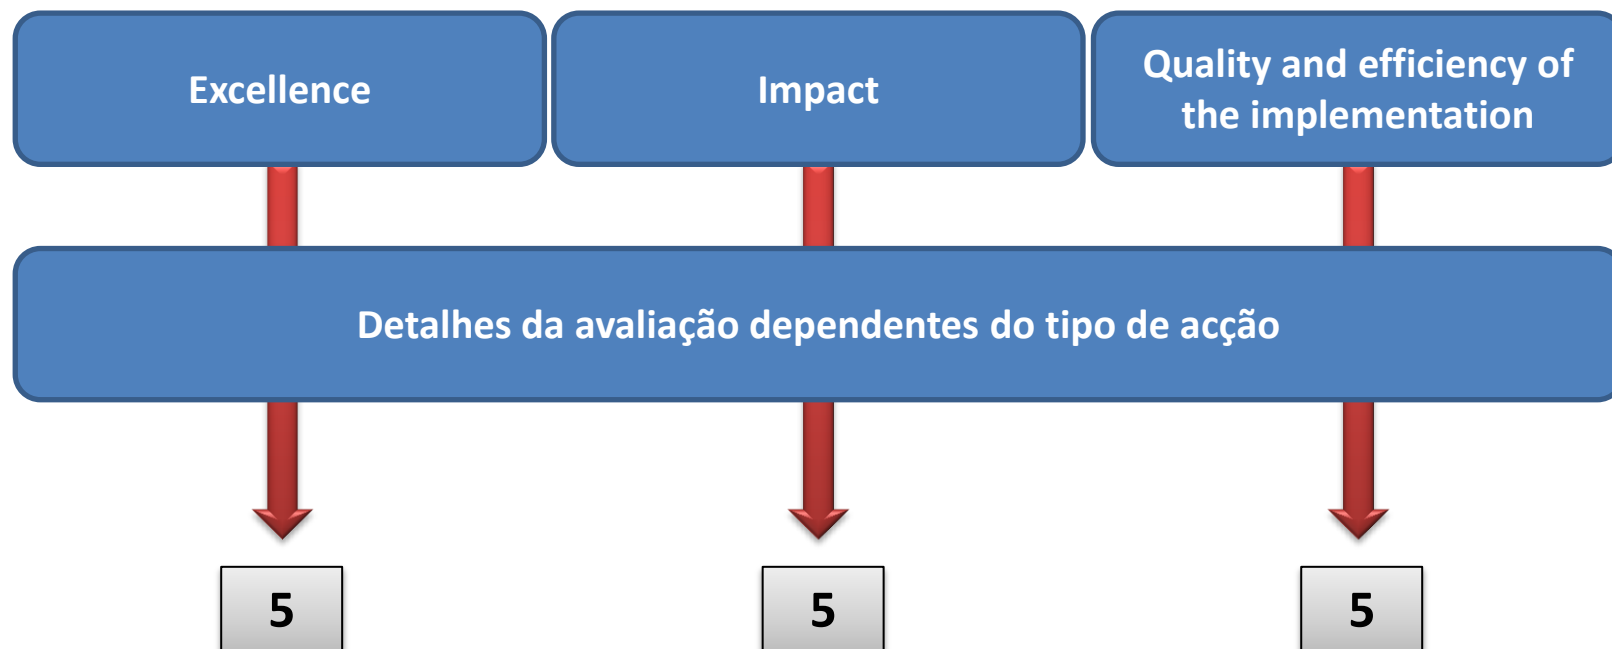 Excellence
Impact
Quality and efficiency of
the implementation
Detalhes da avaliação dependentes do tipo de acção
5
5
5